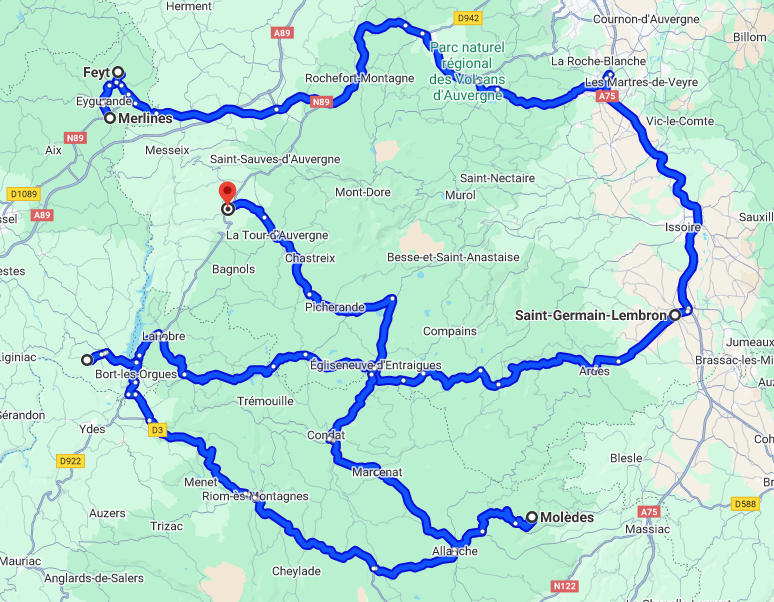 Herment
D942
Cournon-d'Auvergne
A89
Billom
Parc naturel
régional
des Volcans
d'Auvergne
La Roche-Blanche
Feyt
Rochefort-Montagne
Les Martres-de-Veyre
Eygurande
N89
A75
Merlines
Vic-le-Comte
N89
Aix
Messeix
Saint-Sauves-d'Auvergne
Saint-Nectaire
D1089
Mont-Dore
Murol
A89
ssel
Sauxill
La Tour-d'Auvergne
Issoire
Chastreix
Besse-et-Saint-Anastaise
estes
Bagnols
Picherande
Saint-Germain-Lembron
Lanobre
Compains
Jumeaux
iginiac
Égliseneuve-d'Entraigues
Brassac-les-Mi
Bort-les-Orgues
Ardes
Auz
Trémouille
Sérandon
Ydes
D3
Condat
Coh
D922
Blesle
Marcenat
Menet
Br
Riom-ès-Montagnes
D588
Auzers
A75
Molèdes
Trizac
Massiac
Allanche
Mauriac
Cheylade
Anglards-de-Salers
N122